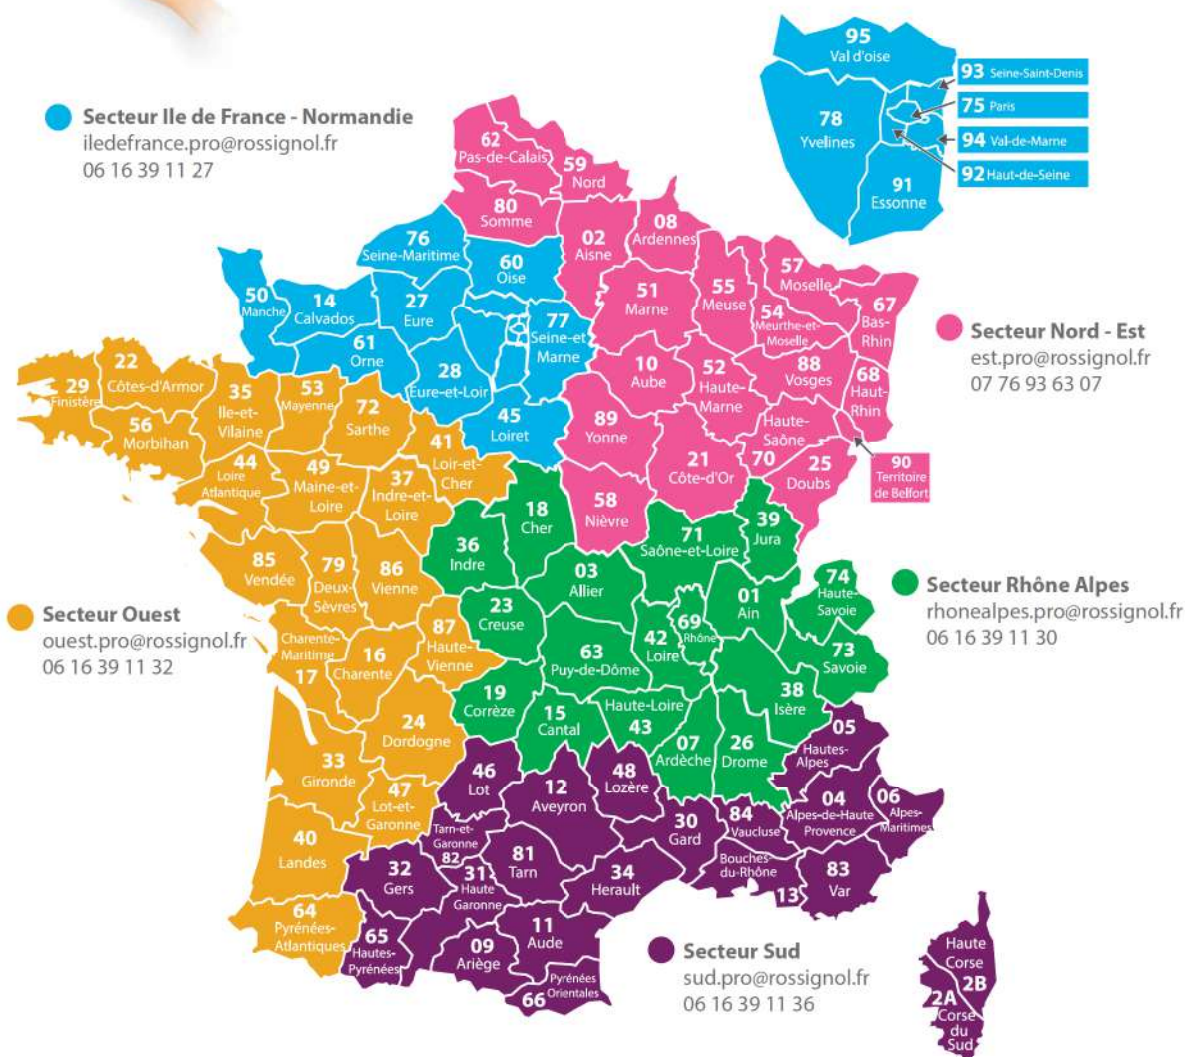 95
Val d'oise
93 Seine-Saint-Denis
75 Paris
78
Yvelines
94 Val-de-Marne
92 Haut-de-Seine
91
Essonne
Secteur Ile de France - Normandie
iledefrance.pro@rossignol.fr
06 16 39 11 27
62
Pas-de-Calais
59
Nord
80
Somme
02
Aisne
08
Ardennes
76
Seine-Maritime
60
Oise
57
Moselle
55
Meuse
51
Marne
54
Meurthe-et-
Moselle
67
Bas-
Rhin
50
Manche
14
Calvados
27
Eure
77
Seine-et
Marne
61
Orne
28
Eure-et-Loir
10
Aube
52
Haute-
Marne
88
Vosges
68
Haut-
Rhin
Secteur Nord - Est
est.pro@rossignol.fr
07 76 93 63 07
22
Côtes-d'Armor
29
Finistère
35
Ile-et-
Vilaine
53
Mayenne
72
Sarthe
56
Morbihan
45
Loiret
89
Yonne
Haute-
Saône
70
41
Loir-et-
Cher
44
Loire
Atlantique
49
Maine-et-
Loire
37
Indre-et-
Loire
21
Côte-d'Or
25
Doubs
90
Territoire
de Belfort
58
Nièvre
18
Cher
36
Indre
71
Saône-et-Loire
39
Jura
85
Vendée
79
Deux-
Sèvres
86
Vienne
03
Allier
01
Ain
74
Haute-
Savoie
Secteur Rhône Alpes
rhonealpes.pro@rossignol.fr
06 16 39 11 30
Secteur Ouest
ouest.pro@rossignol.fr
06 16 39 11 32
23
Creuse
87
Haute-
Vienne
Charente-
Maritime
17
16
Charente
42
Loire
69
Rhône
63
Puy-de-Dôme
73
Savoie
19
Corrèze
15
Cantal
Haute-Loire
43
38
Isère
24
Dordogne
07
Ardèche
26
Drome
05
Hautes-
Alpes
33
Gironde
47
Lot-et-
Garonne
46
Lot
12
Aveyron
48
Lozère
04
Alpes-de-Haute
Provence
06
Alpes-
Maritimes
40
Landes
Tarn-et-
Garonne
82
30
Gard
84
Vaucluse
32
Gers
31
Haute
Garonne
81
Tarn
34
Herault
Bouches-
du-Rhône
13
83
Var
64
Pyrénées-
Atlantiques
65
Hautes-
Pyrénées
09
Ariège
11
Aude
Pyrénées
Orientales
66
Secteur Sud
sud.pro@rossignol.fr
06 16 39 11 36
Haute
Corse
2B
2A
Corse
du
Sud